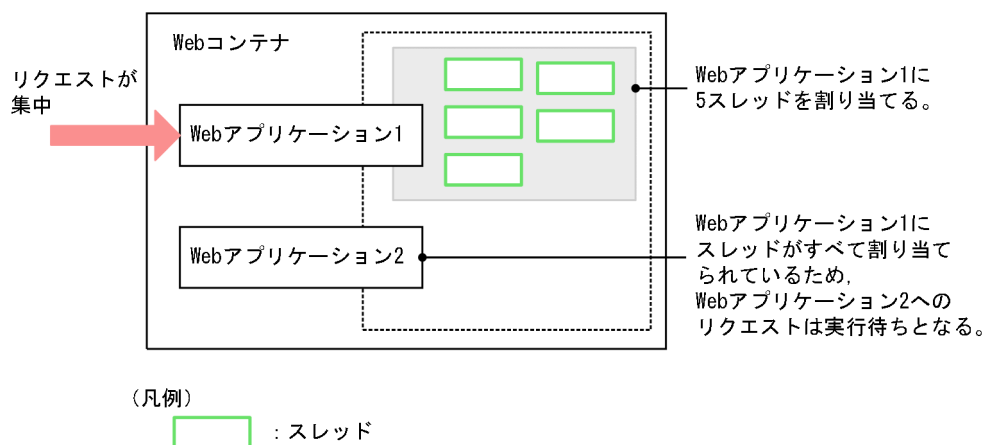 Webコンテナ
リクエストが
集中
Webアプリケーション1
Webアプリケーション1に
5スレッドを割り当てる。
Webアプリケーション2
Webアプリケーション1に
スレッドがすべて割り当て
られているため,
Webアプリケーション2への
リクエストは実行待ちとなる。
(凡例)
:スレッド